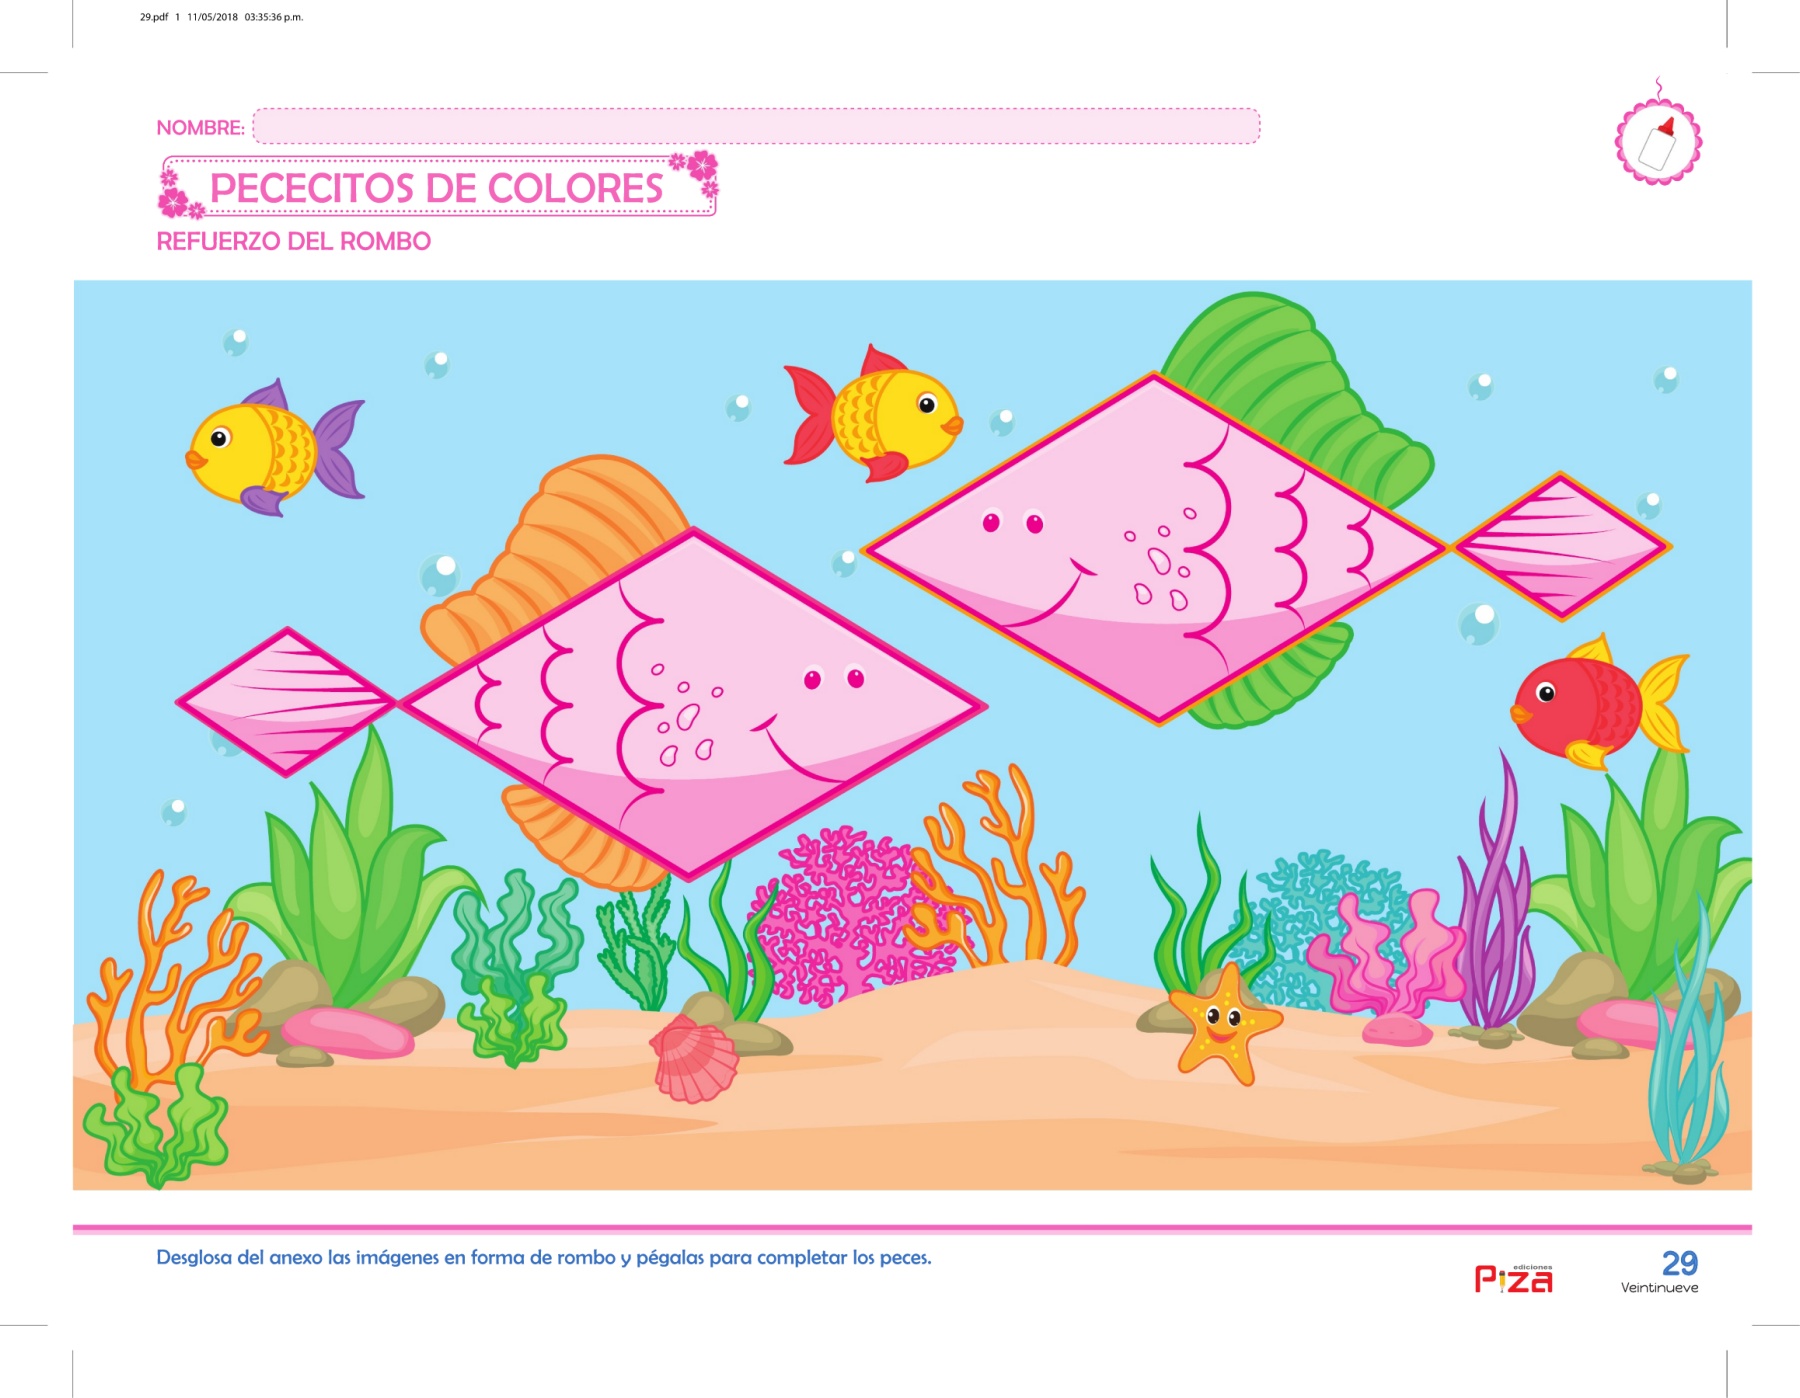 29.pdf 1 11/05/2018 03:35:36 p.m.
NOMBRE:
PECECITOS DE COLORES
REFUERZO DEL ROMBO
Desglosa del anexo las imágenes en forma de rombo y pégalas para completar los peces.
ediciones
Piza
29
Veintinueve